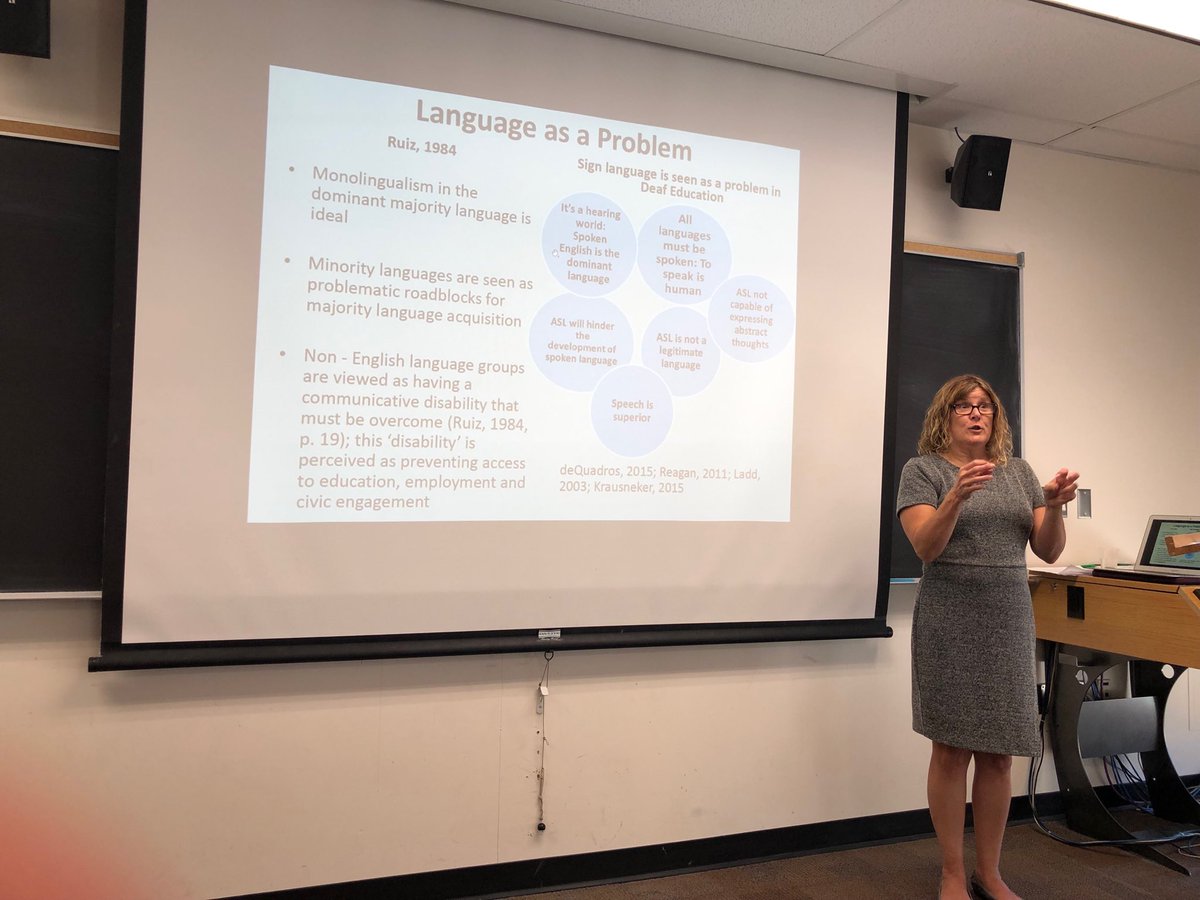 Language as a Problem
Ruiz, 1984
• Monolingualism in the
dominant majority language is
ideal
• Minority languages are seen as
problematic roadblocks for
majority language acquisition
• Non - English language groups
are viewed as having a
communicative disability that
must be overcome (Ruiz, 1984,
p. 19); this ‘disability’ is
perceived as preventing access
to education, employment and
civic engagement
Sign language is seen as a problem in
Deaf Education
It’s a hearing
world:
Spoken
English is the
dominant
language
All
languages
must be
spoken: To
speak is
human
ASL not
capable of
expressing
abstract
thoughts
ASL will hinder
the
development of
spoken language
ASL is not a
legitimate
language
Speech is
superior
deQuadros, 2015; Reagan, 2011; Ladd,
2003; Krausneker, 2015